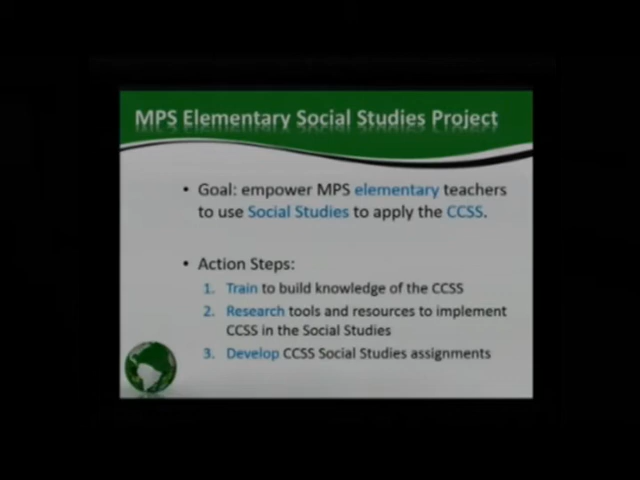 MPS Elementary Social Studies Project
• Goal: empower MPS elementary teachers
to use Social Studies to apply the CCSS.
• Action Steps:
1. Train to build knowledge of the CCSS
2. Research tools and resources to implement
CCSS in the Social Studies
3. Develop CCSS Social Studies assignments